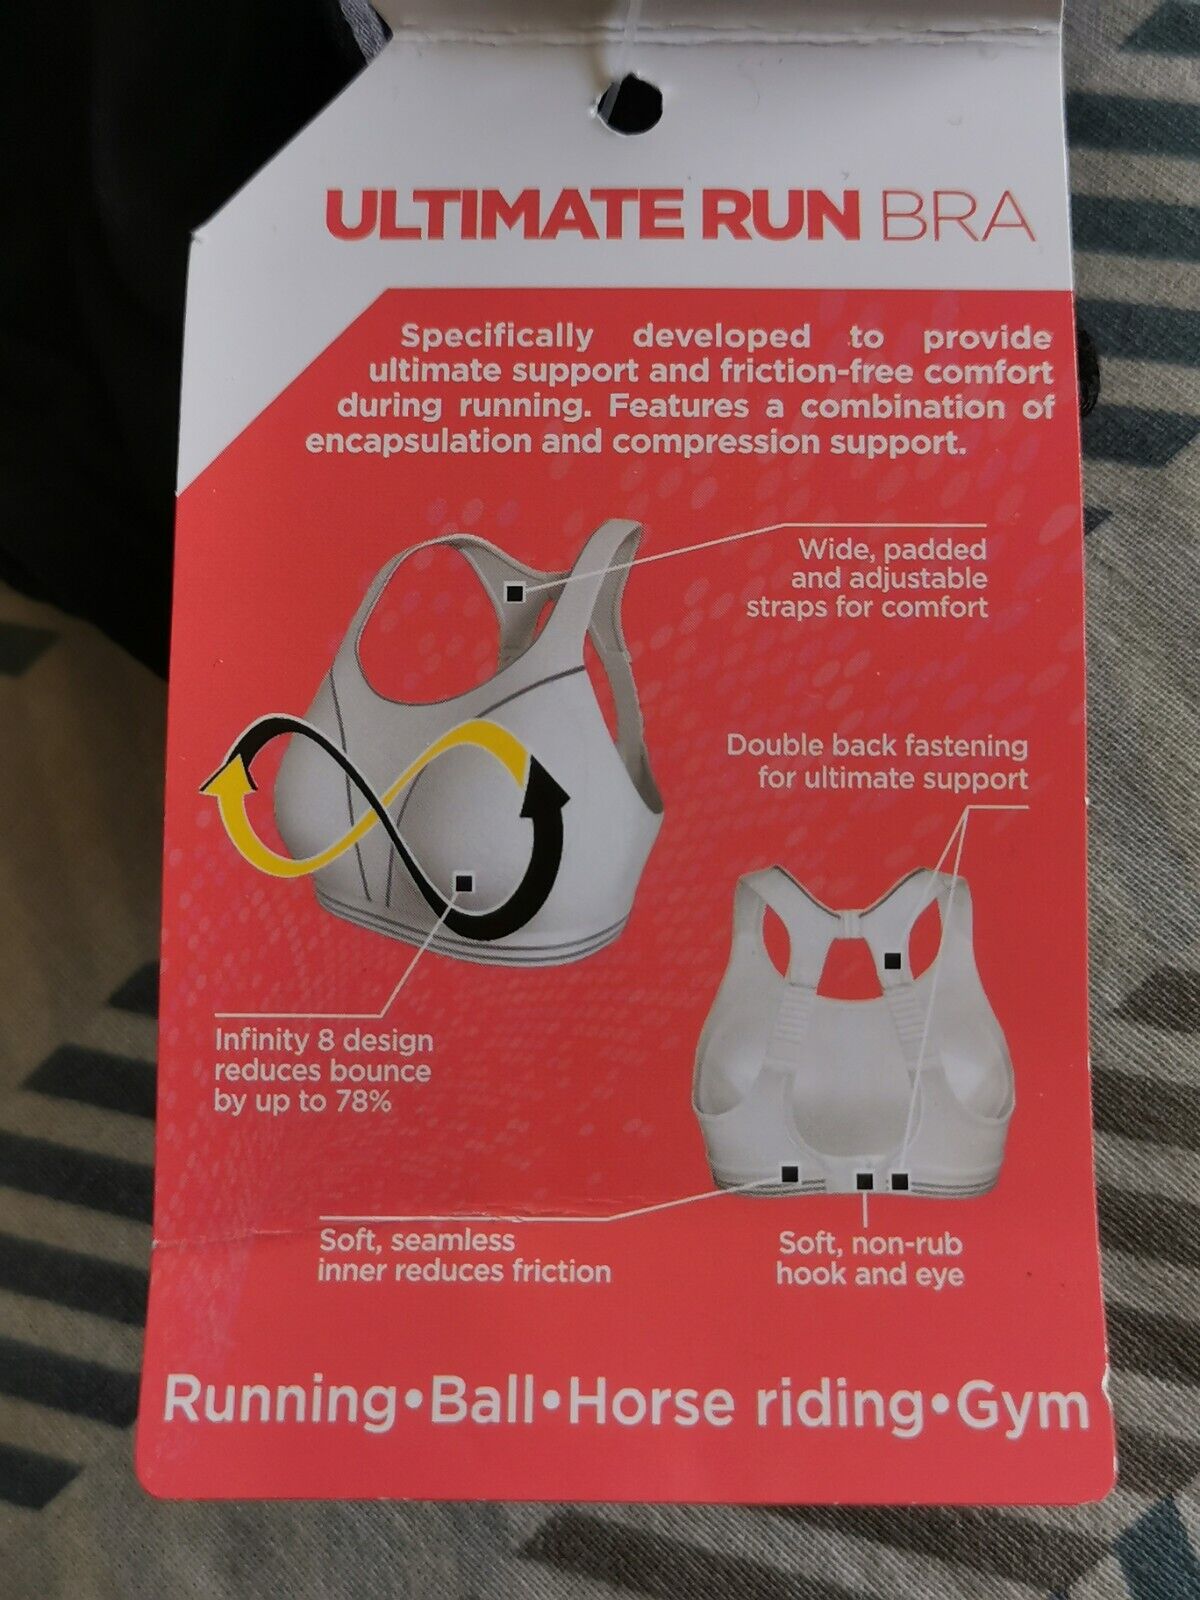 ULTIMATE RUN BRA
Specifically developed to provide
ultimate support and friction-free comfort
during running. Features a combination of
encapsulation and compression support.
Wide, padded
and adjustable
straps for comfort
Double back fastening
for ultimate support
Infinity 8 design
reduces bounce
by up to 78%
Soft, seamless
inner reduces friction
Soft, non-rub
hook and eye
Running•Ball•Horse riding•Gym